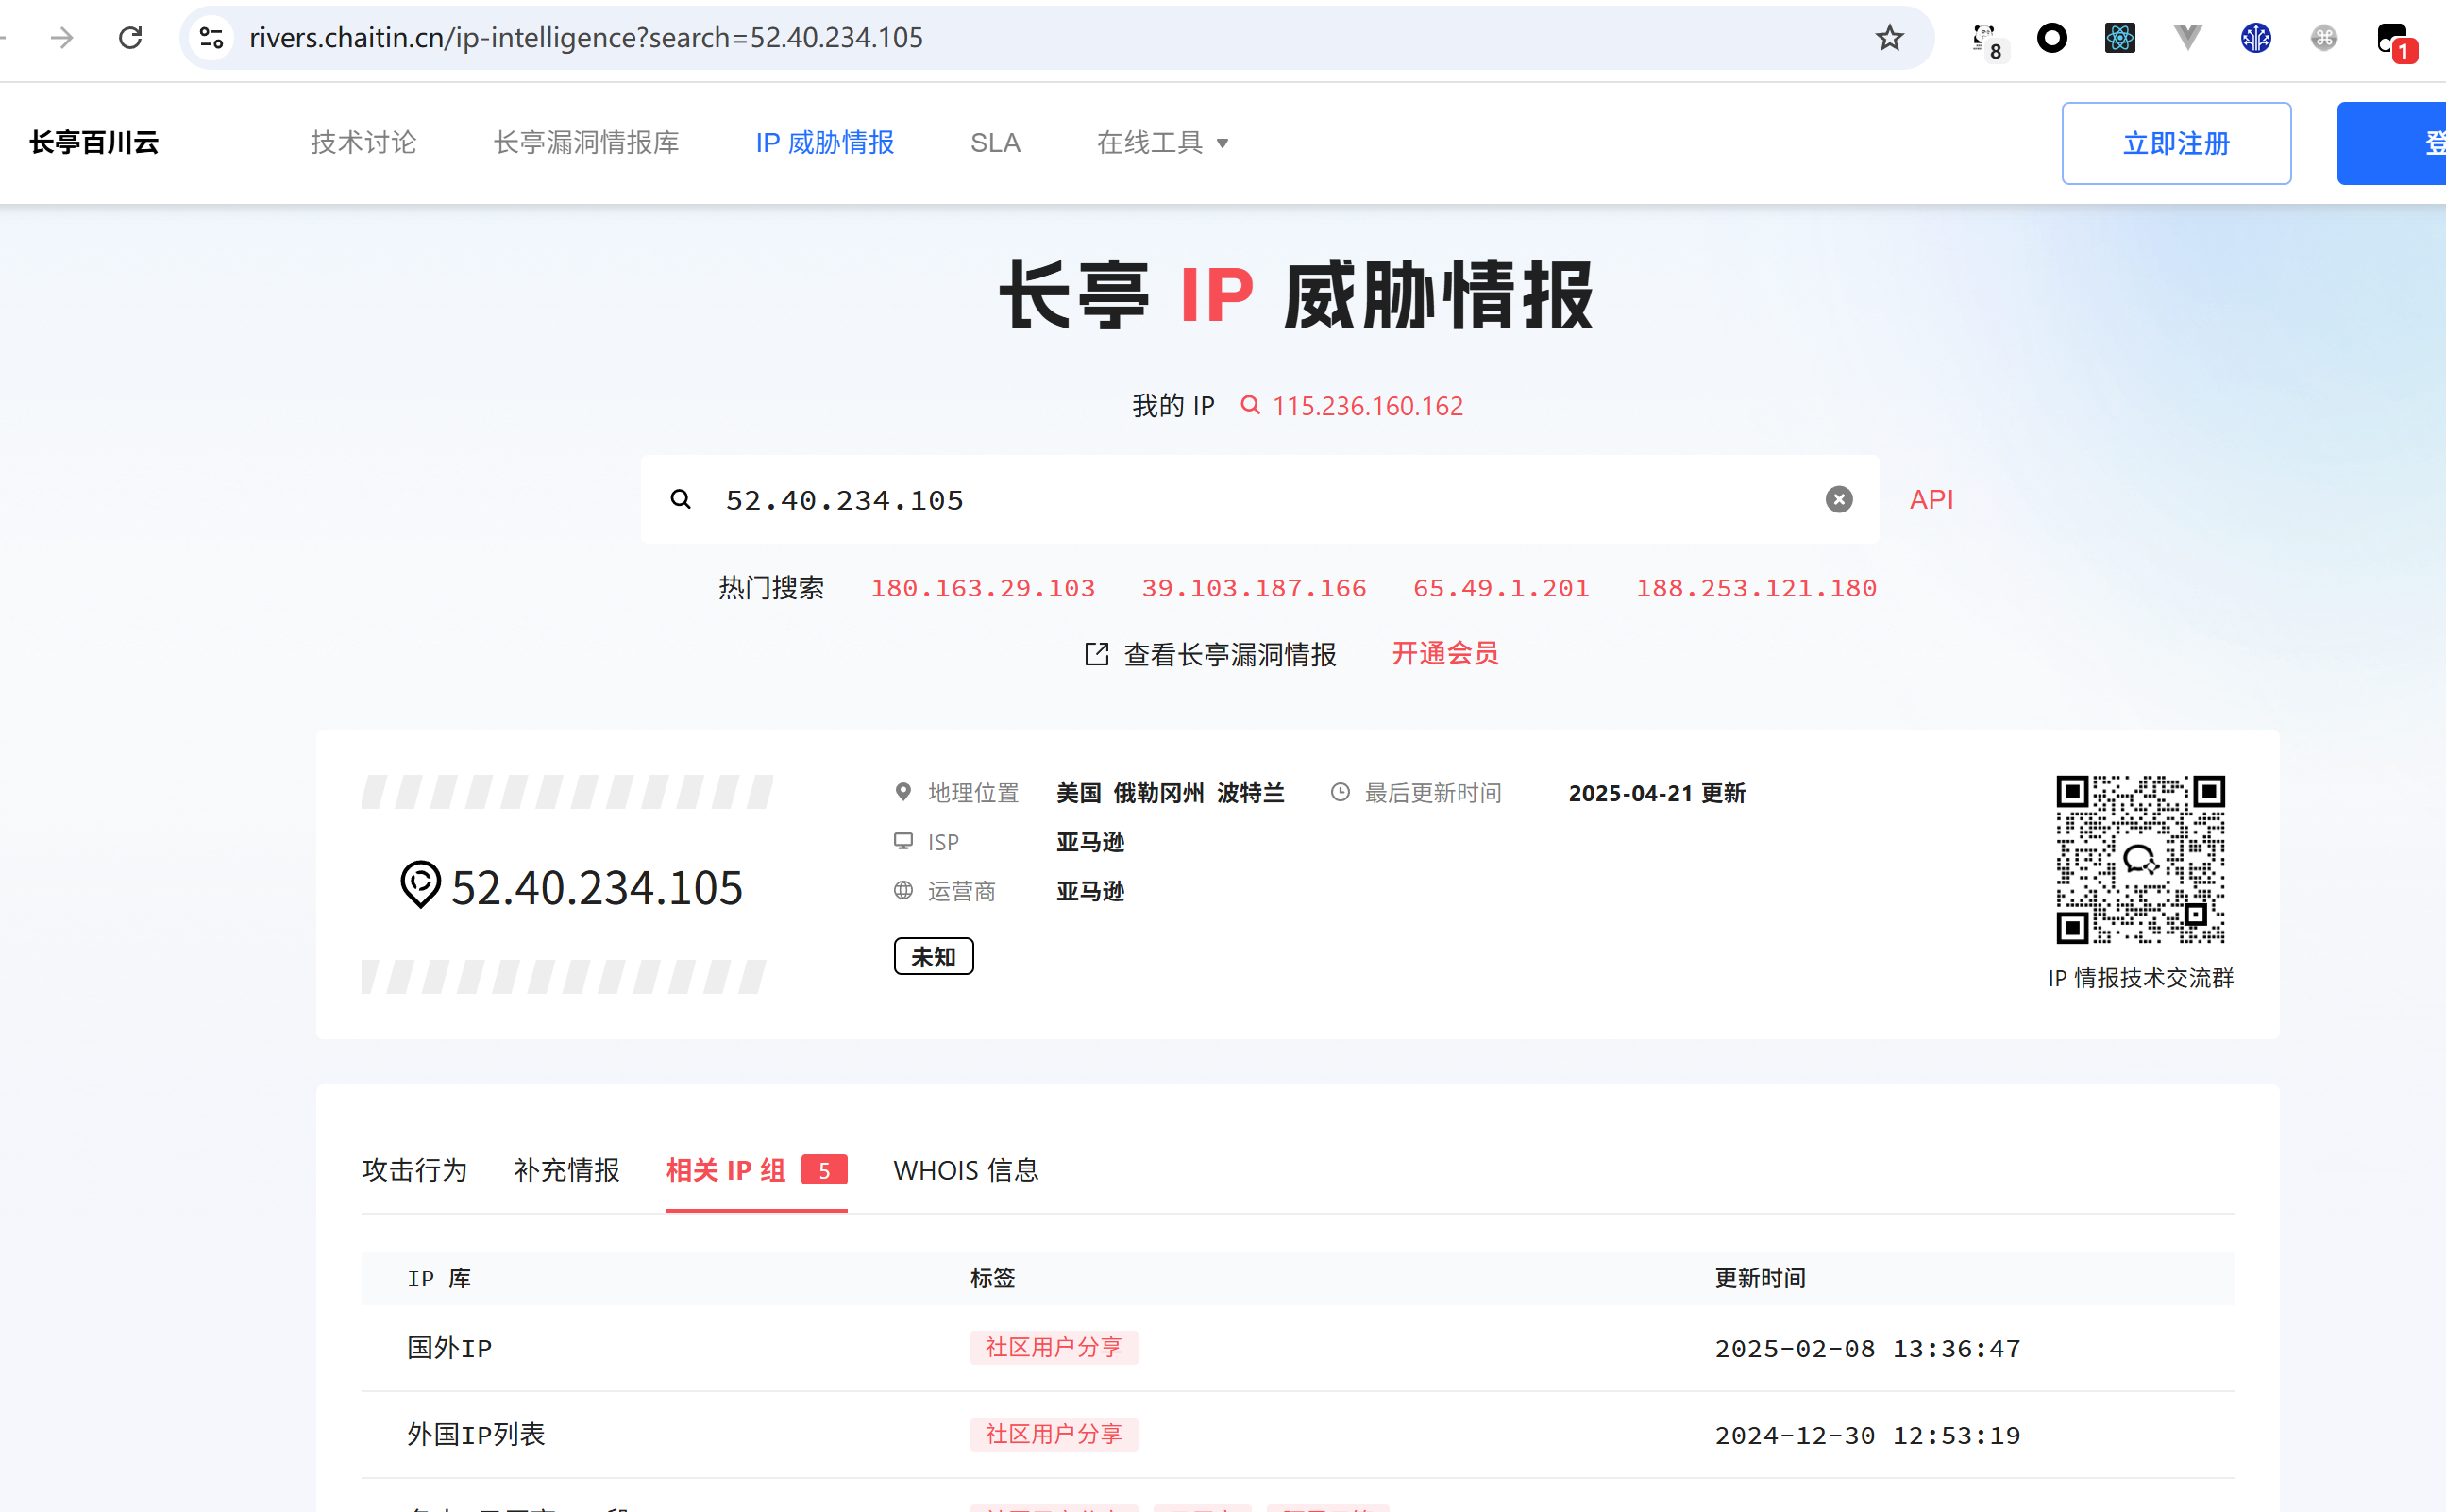 rivers.chaitin.cn/ip-intelligence?search=52.40.234.105
8
1
长亭百川云 技术讨论 长亭漏洞情报库 IP 威胁情报 SLA 在线工具 立即注册
长亭 IP 威胁情报
我的 IP 115.236.160.162
52.40.234.105 API
热门搜索 180.163.29.103 39.103.187.166 65.49.1.201 188.253.121.180
查看长亭漏洞情报 开通会员
地理位置 美国 俄勒冈州 波特兰 最后更新时间 2025-04-21 更新
ISP 亚马逊
52.40.234.105
运营商 亚马逊
未知
IP 情报技术交流群
攻击行为 补充情报 相关 IP 组 5 WHOIS 信息
IP 库 标签 更新时间
国外IP 社区用户分享 2025-02-08 13:36:47
外国IP列表 社区用户分享 2024-12-30 12:53:19